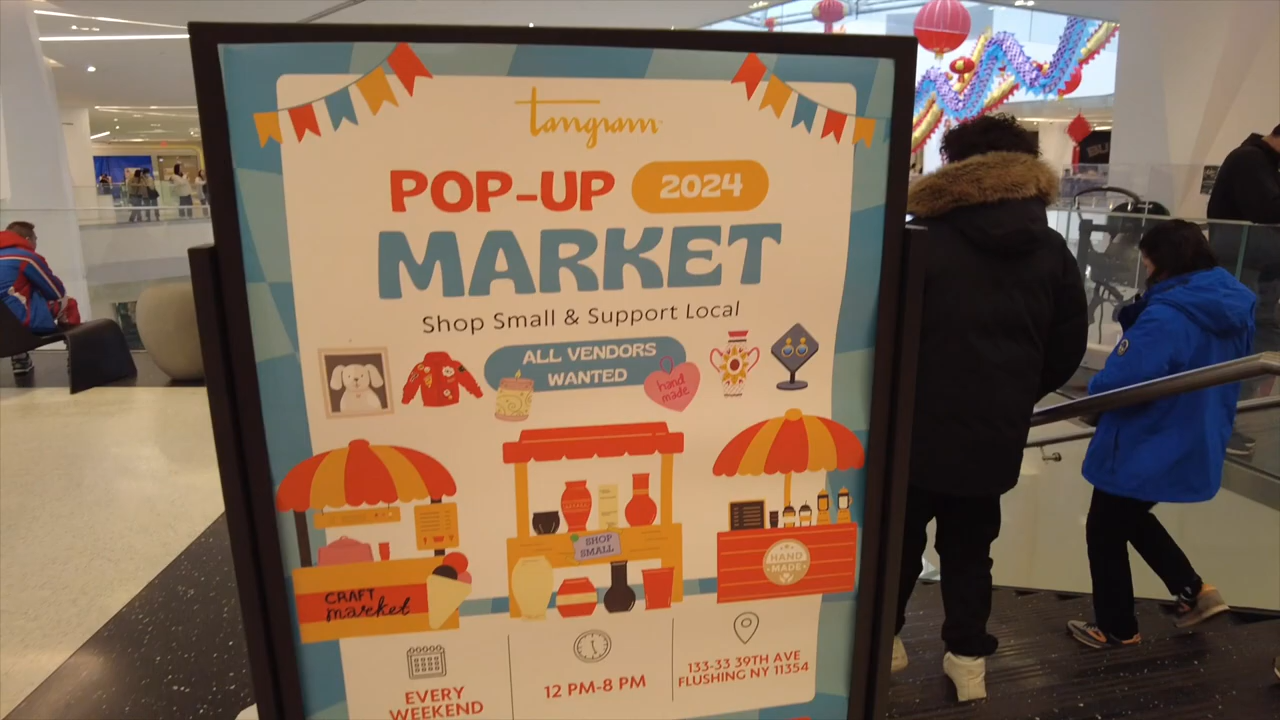 tangram
POP-UP 2024
MARKET
Shop Small & Support Local
ALL VENDORS
WANTED
hand
made
SHOP
SMALL
HAND
MADE
CRAFT
market
EVERY
WEEKEND
12 PM-8 PM
133-33 39TH AVE
FLUSHING NY 11354